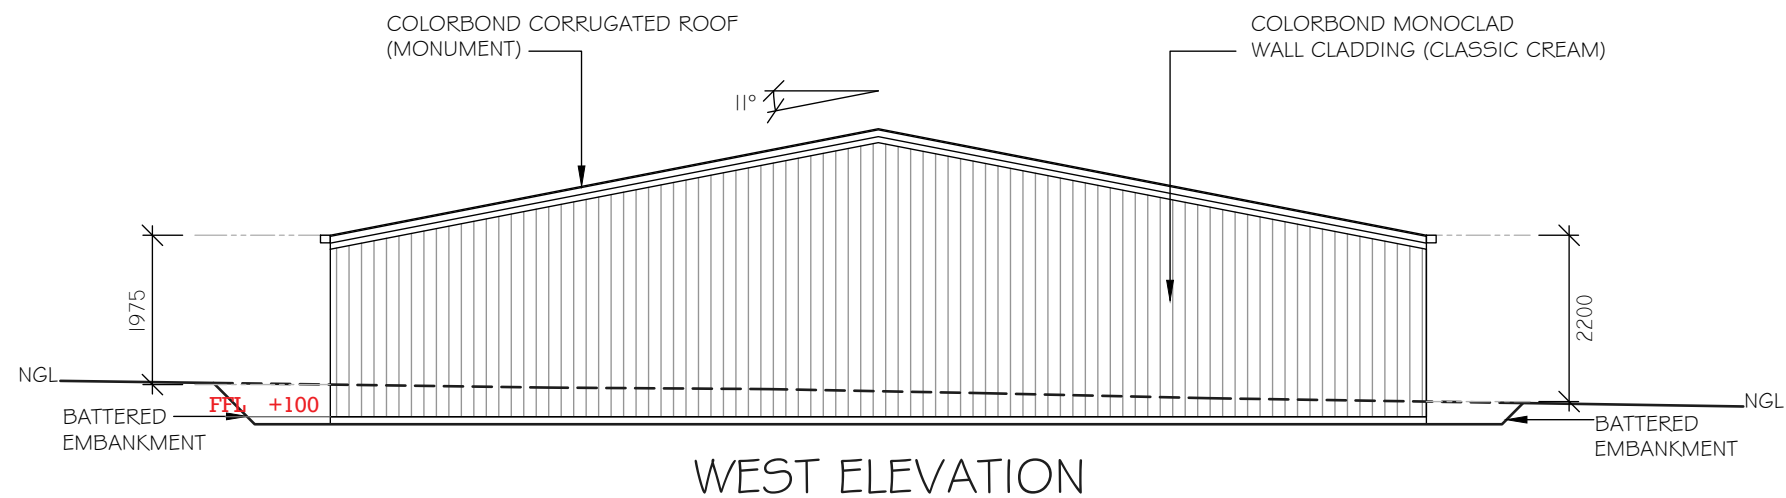 COLORBOND CORRUGATED ROOF
(MONUMENT)
COLORBOND MONOCLAD
WALL CLADDING (CLASSIC CREAM)
11°
1975
2200
NGL
NGL
FFL +100
BATTERED
EMBANKMENT
BATTERED
EMBANKMENT
WEST ELEVATION